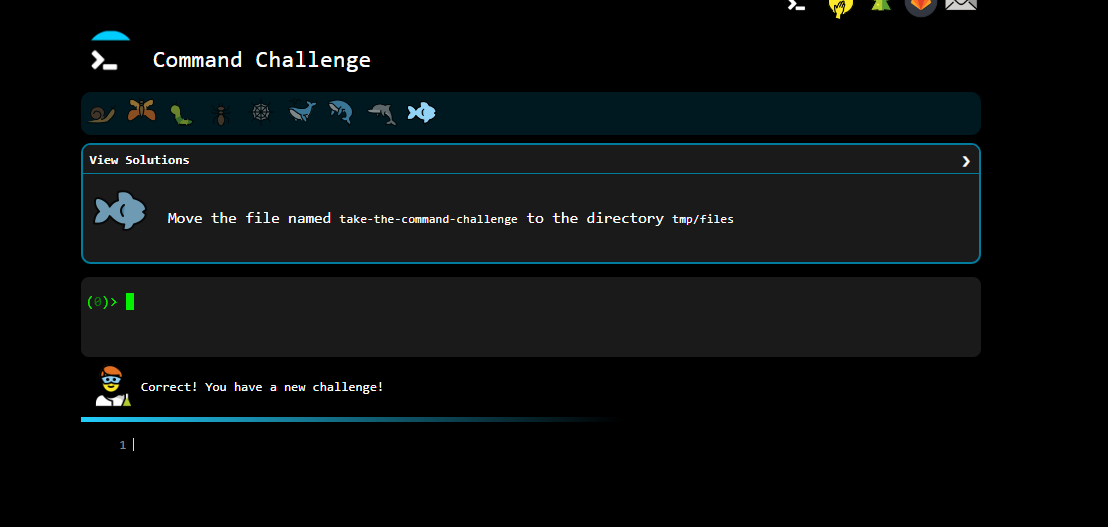 Command Challenge
View Solutions
Move the file named take-the-command-challenge to the directory tmp/files
(0)>
Correct! You have a new challenge!
1